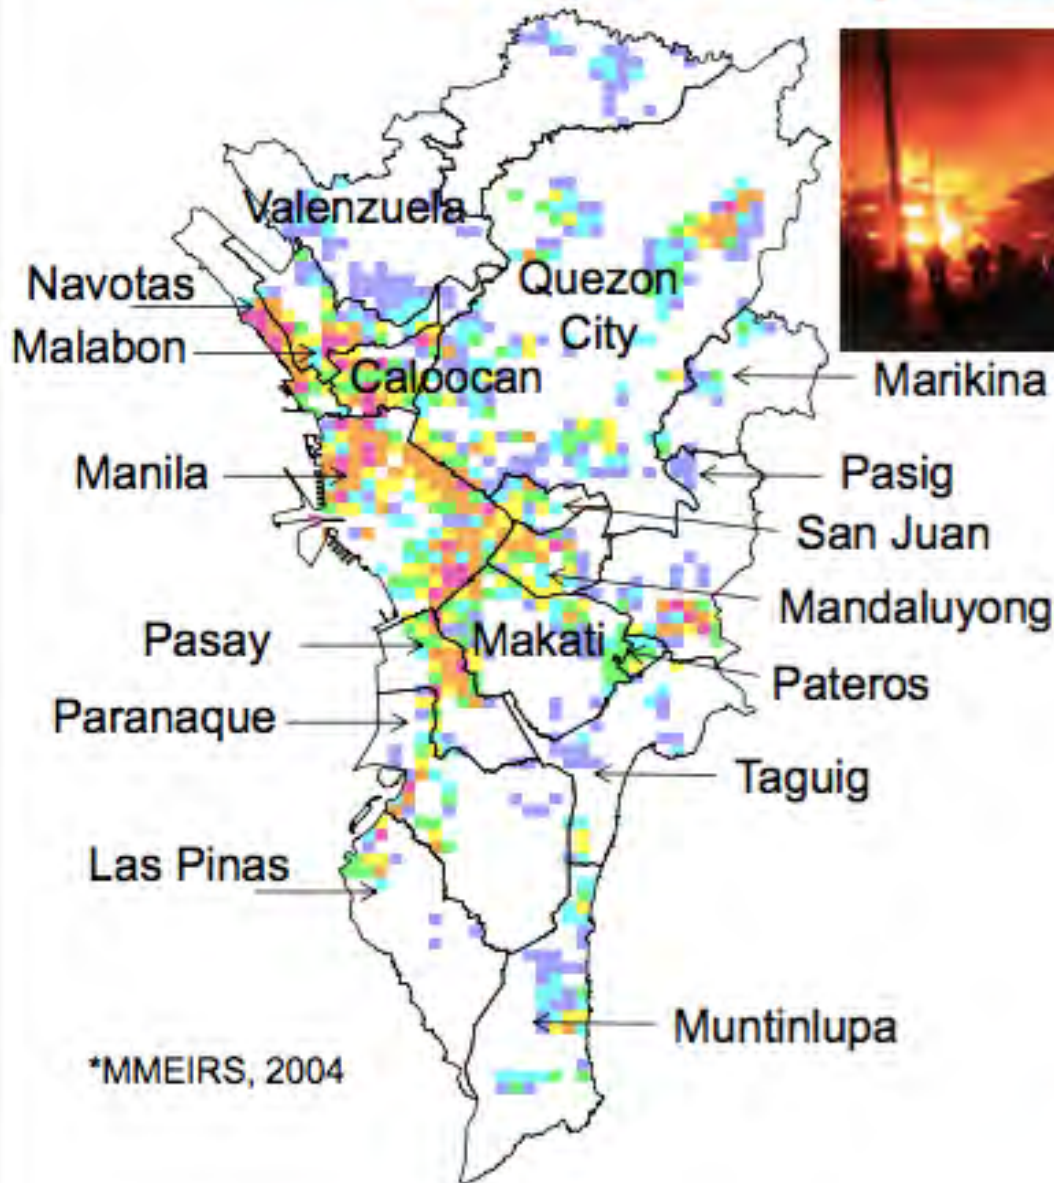 Valenzuela
Navotas
Quezon
City
Malabon
Caloocan
Marikina
Manila
Pasig
San Juan
Mandaluyong
Pasay
Makati
Pateros
Paranaque
Taguig
Las Pinas
Muntinlupa
*MMEIRS, 2004